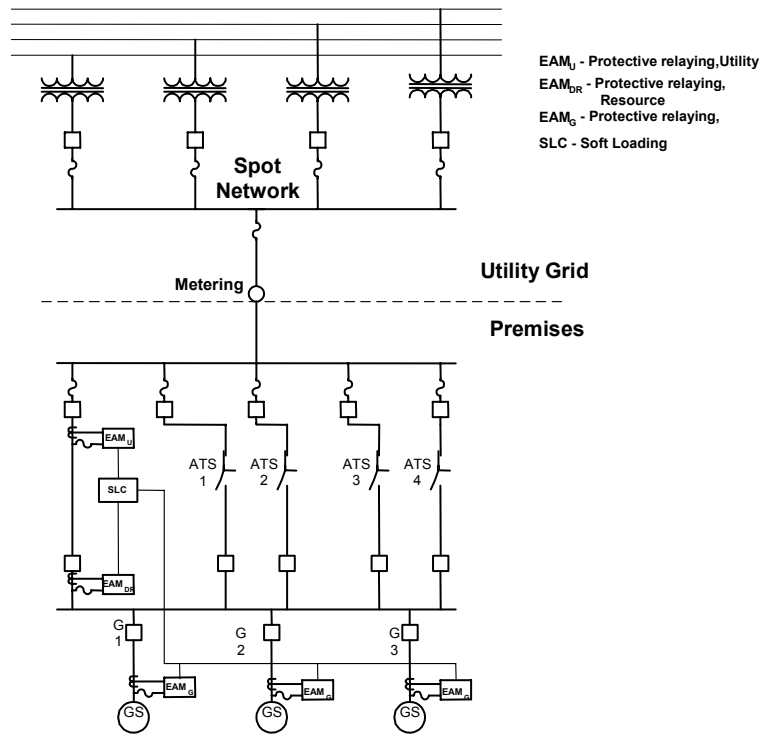 EAMU - Protective relaying,Utility
EAMDR - Protective relaying,
Resource
EAMG - Protective relaying,
SLC - Soft Loading
Spot
Network
Utility Grid
Metering
Premises
EAMU
SLC
ATS
1
ATS
2
ATS
3
ATS
4
EAMDR
G
1
G
2
G
3
EAMG
EAMG
EAMG
GS
GS
GS